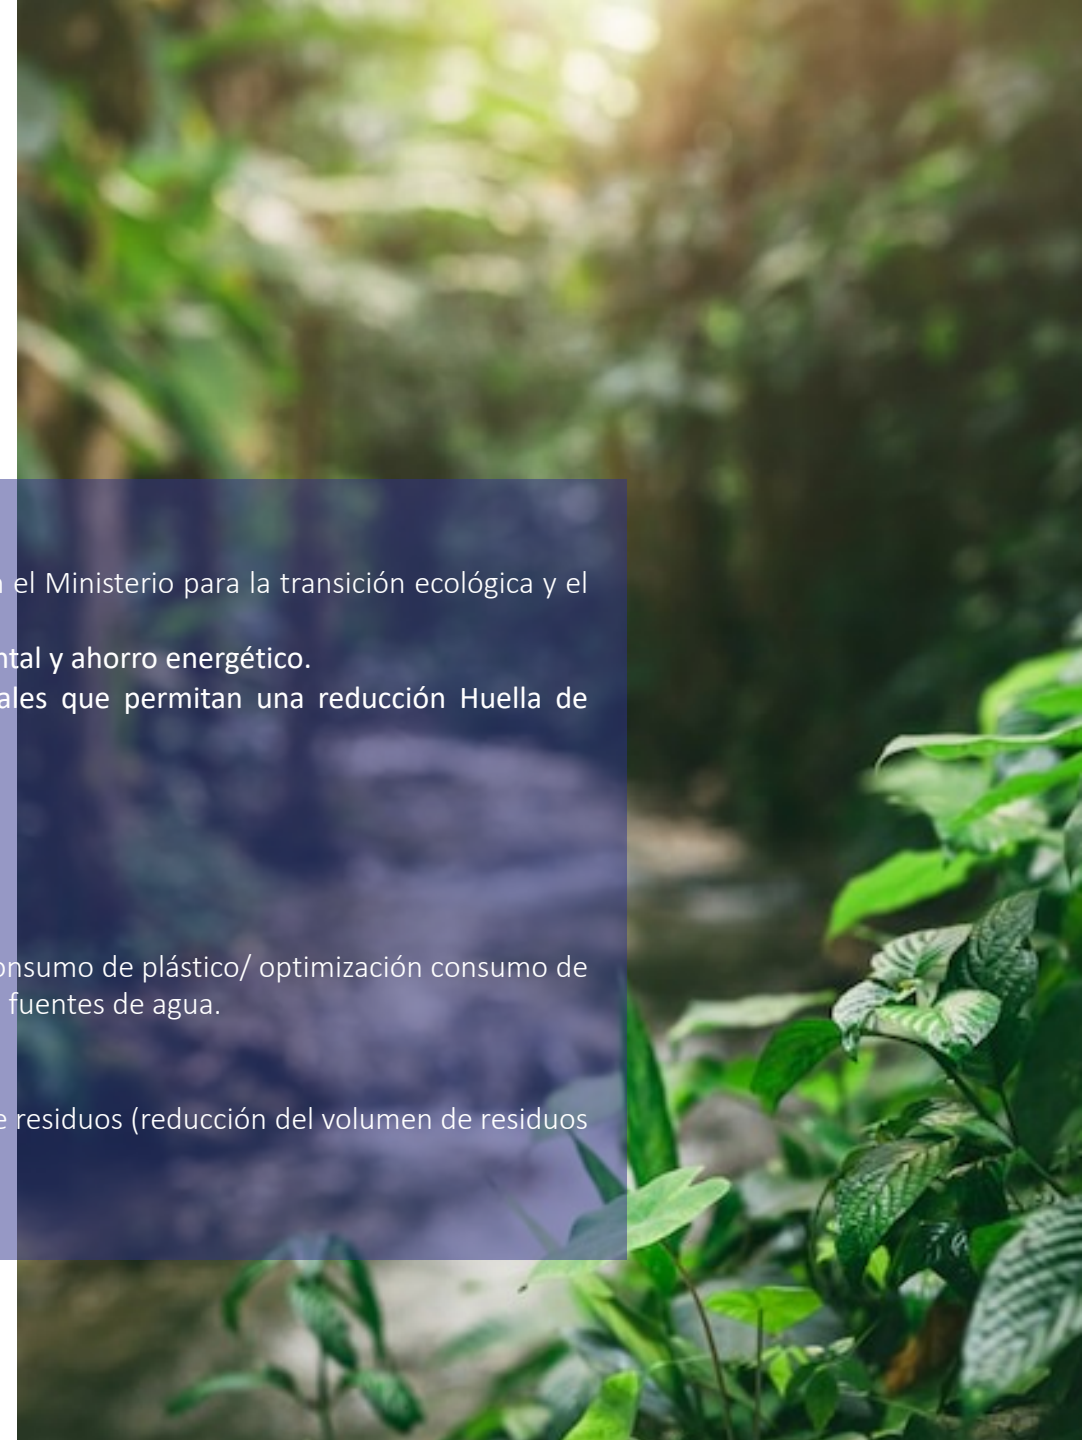 el Ministerio para la transición ecológica y el
ntal y ahorro energético.
ales que permitan una reducción Huella de
onsumo de plástico/ optimización consumo de
fuentes de agua.
e residuos (reducción del volumen de residuos